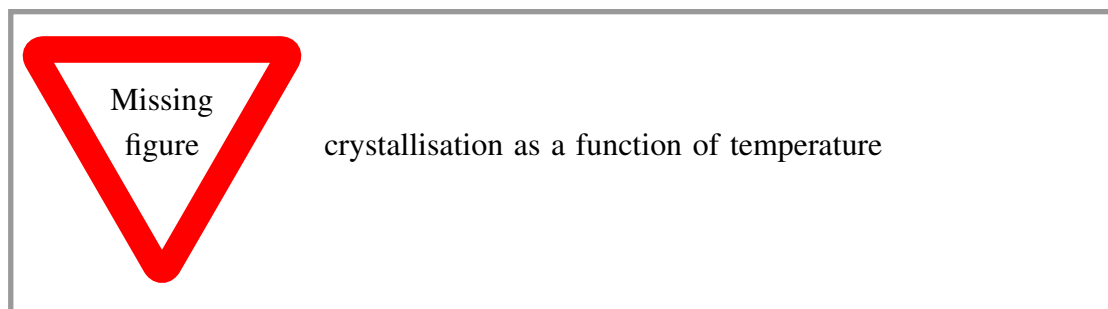 Missing
figure
crystallisation as a function of temperature